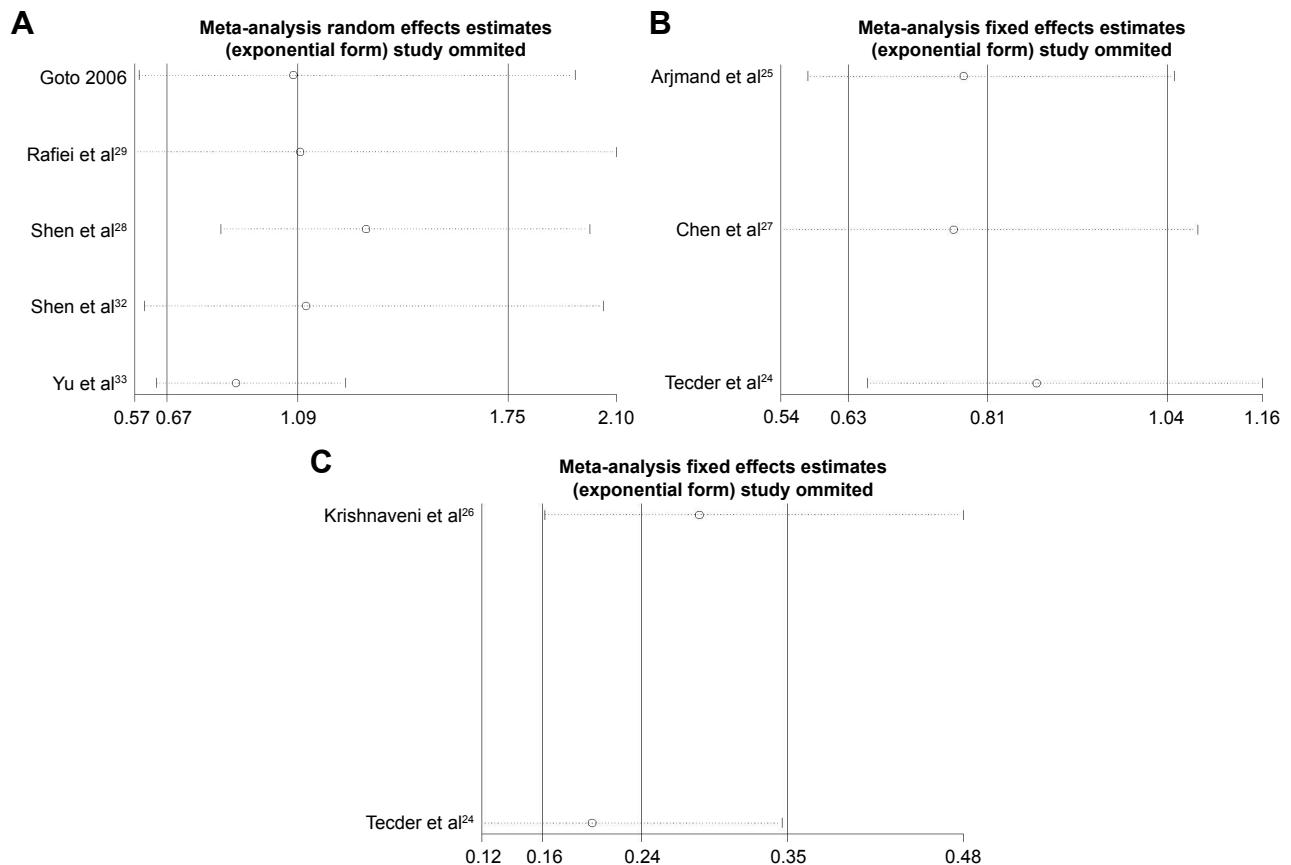 A
Meta-analysis random effects estimates
(exponential form) study ommited
Goto 2006
Rafiei et al29
Shen et al28
Shen et al32
Yu et al33
0.57 0.67 1.09 1.75 2.10
B
Meta-analysis fixed effects estimates
(exponential form) study ommited
Arjmand et al25
Chen et al27
Tecder et al24
0.54 0.63 0.81 1.04 1.16
C
Meta-analysis fixed effects estimates
(exponential form) study ommited
Krishnaveni et al26
Tecder et al24
0.12 0.16 0.24 0.35 0.48